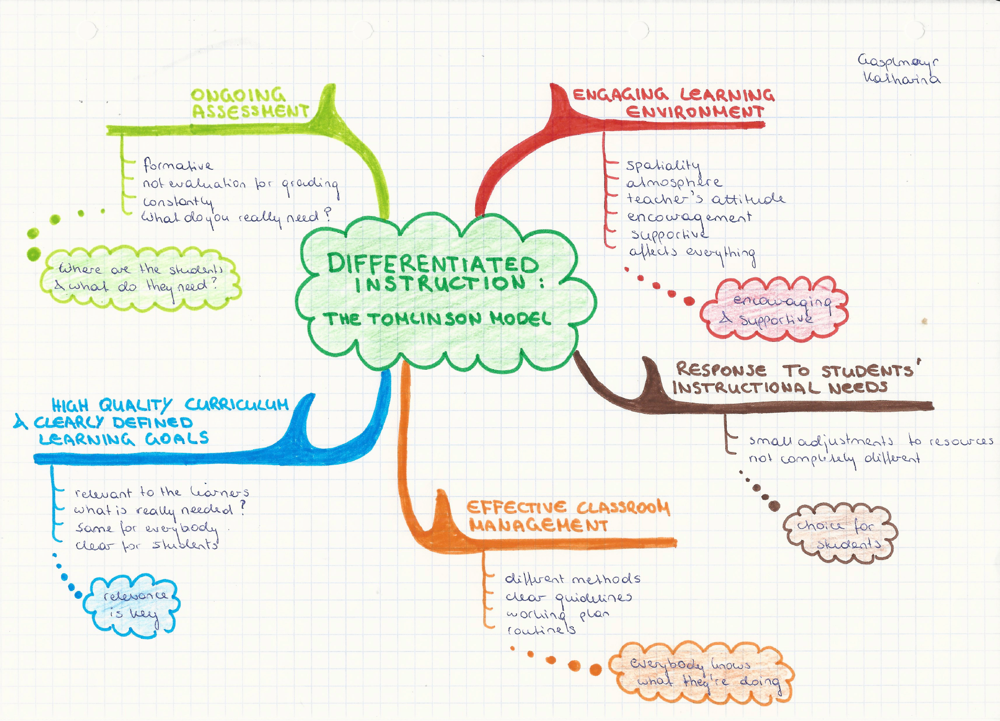 Gasplmayr
Katharina
ONGOING
ASSESSMENT
formative
not evaluation for grading
constantly
What do you really need?
Where are the students
& what do they need?
ENGAGING LEARNING
ENVIRONMENT
spatiality
atmosphere
teacher's attitude
encouragement
supportive
affects everything
encouraging
& supportive
DIFFERENTIATED
INSTRUCTION:
THE TOMLINSON MODEL
RESPONSE TO STUDENTS'
INSTRUCTIONAL NEEDS
small adjustments to resources
not completely different
choice for
students
HIGH QUALITY CURRICULUM
& CLEARLY DEFINED
LEARNING GOALS
relevant to the learners
what is really needed?
same for everybody
clear for students
relevance
is key
EFFECTIVE CLASSROOM
MANAGEMENT
different methods
clear guidelines
working plan
routines
everybody knows
what they're doing